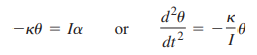 −κθ = Iα or d²θ/dt² = −κ/I θ